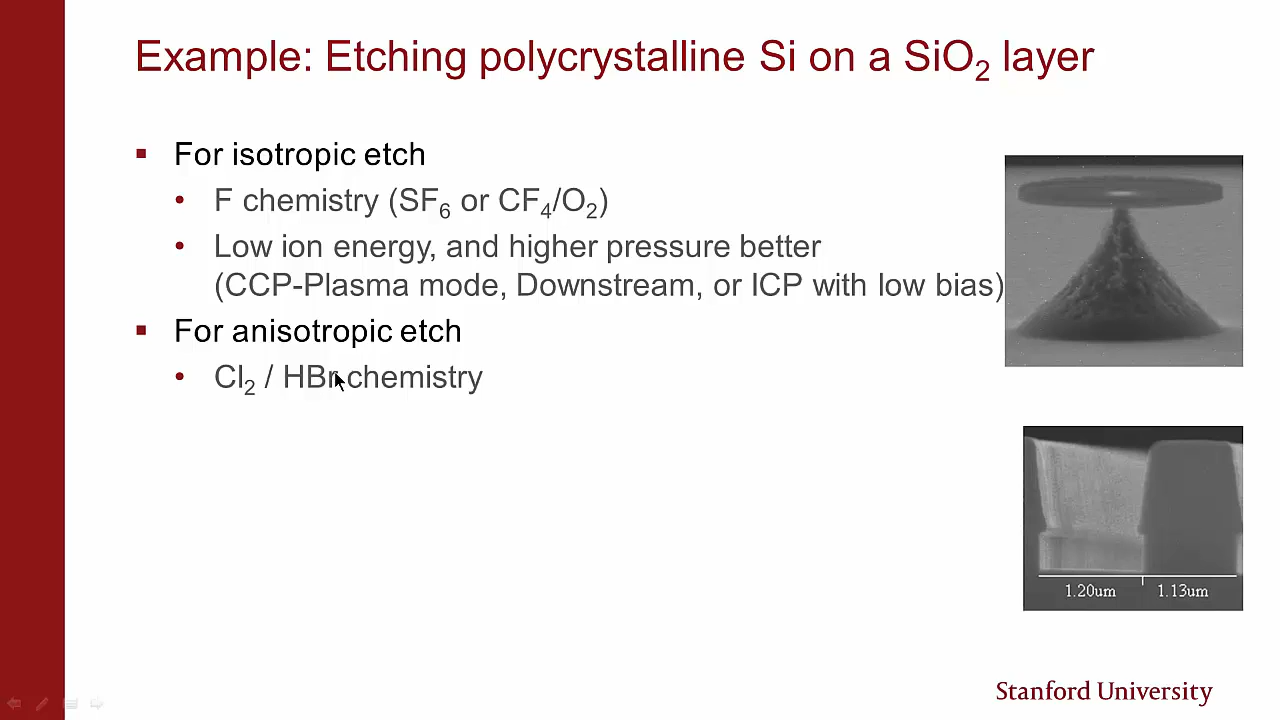 Example: Etching polycrystalline Si on a SiO₂ layer
▪ For isotropic etch
• F chemistry (SF₆ or CF₄/O₂)
• Low ion energy, and higher pressure better
(CCP-Plasma mode, Downstream, or ICP with low bias)
▪ For anisotropic etch
• Cl₂ / HBr chemistry
1.20um 1.13um
Stanford University